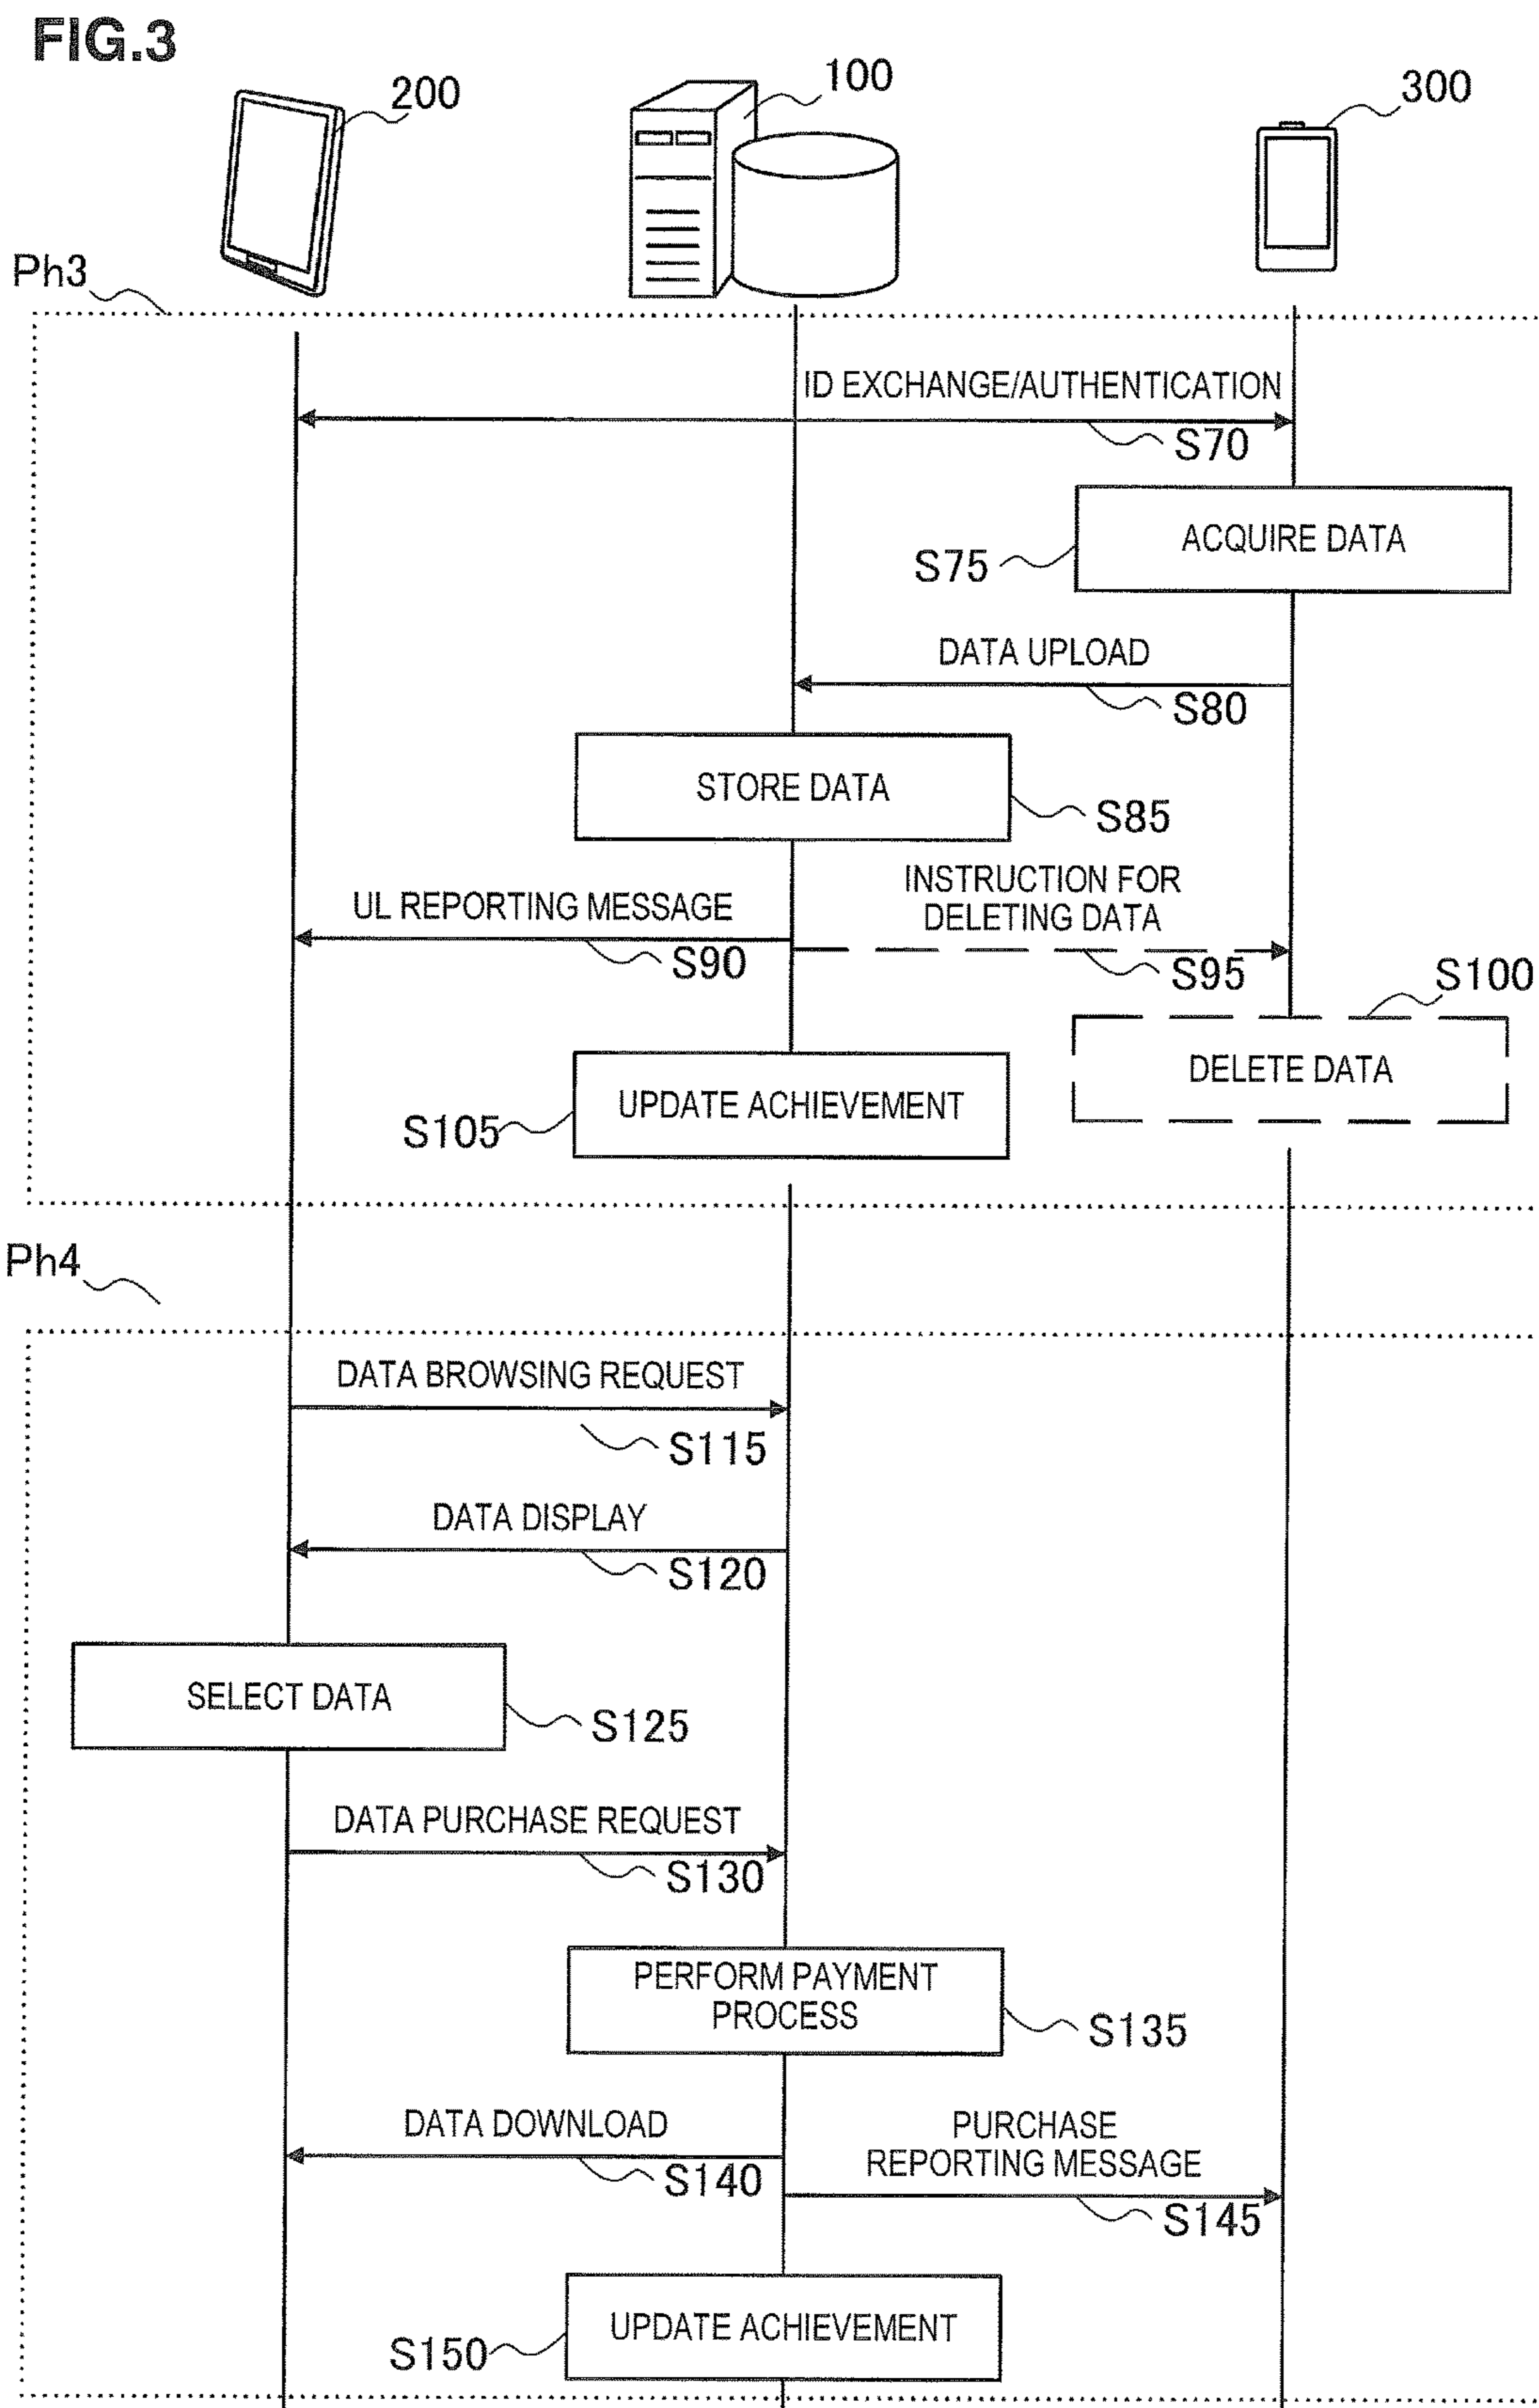 FIG.3
200
100
300
Ph3
ID EXCHANGE/AUTHENTICATION
S70
ACQUIRE DATA
S75
DATA UPLOAD
S80
STORE DATA
S85
UL REPORTING MESSAGE
S90
INSTRUCTION FOR
DELETING DATA
S95
S100
DELETE DATA
UPDATE ACHIEVEMENT
S105
Ph4
DATA BROWSING REQUEST
S115
DATA DISPLAY
S120
SELECT DATA
S125
DATA PURCHASE REQUEST
S130
PERFORM PAYMENT
PROCESS
S135
DATA DOWNLOAD
S140
PURCHASE
REPORTING MESSAGE
S145
UPDATE ACHIEVEMENT
S150